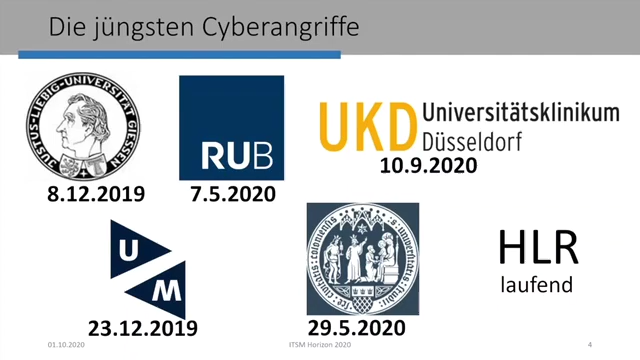 Die jüngsten Cyberangriffe
JUSTUS-LIEBIG-UNIVERSITÄT GIESSEN
8.12.2019
RUB
7.5.2020
UKD Universitätsklinikum
Düsseldorf
10.9.2020
U
M
23.12.2019
29.5.2020
HLR
laufend
01.10.2020
ITSM Horizon 2020
4